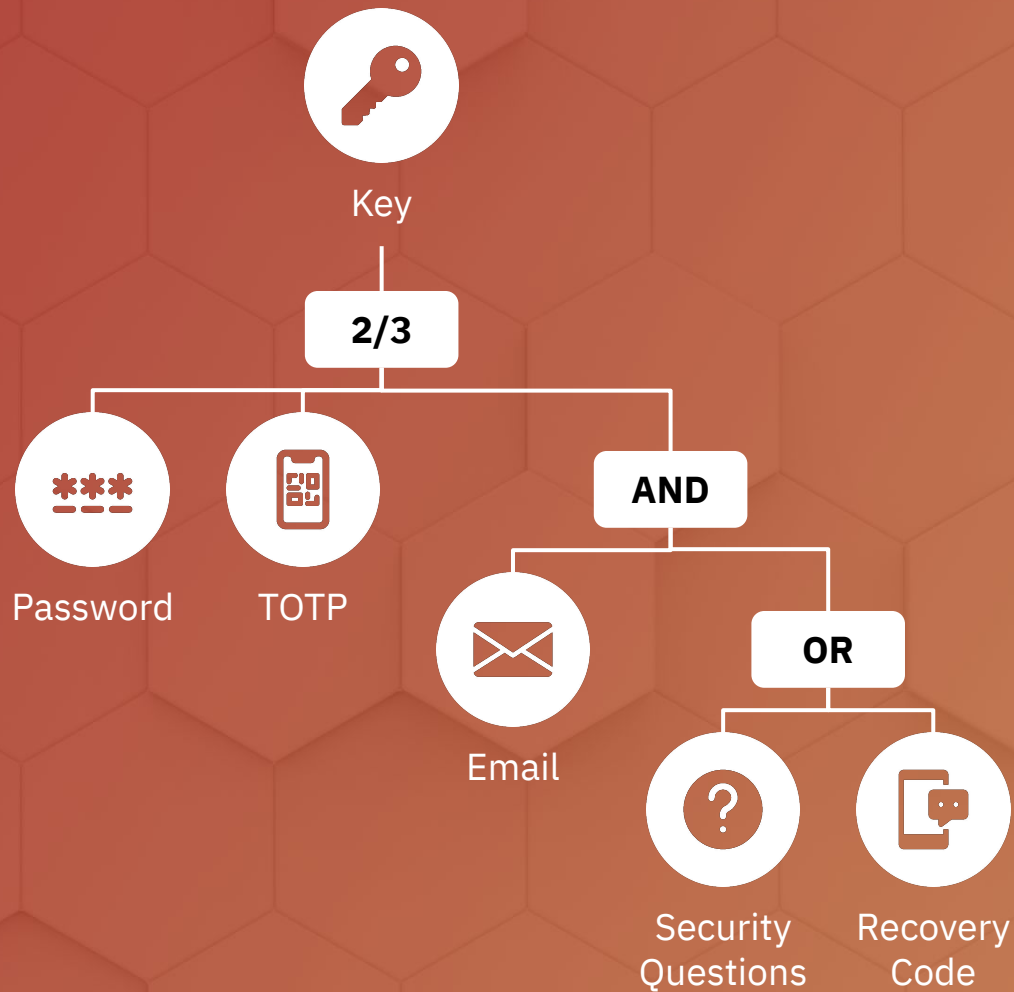 Key
2/3
***
AND
Password
TOTP
OR
Email
?
Security
Questions
Recovery
Code